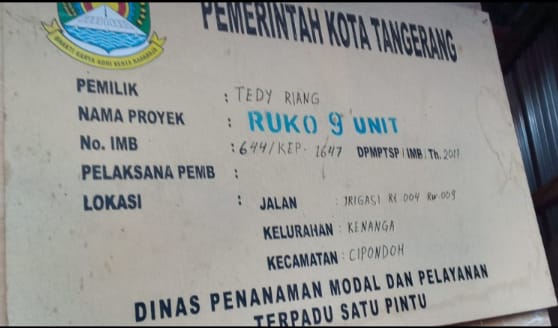 PEMERINTAH KOTA TANGERANG
PEMILIK : TEDY RIANG
NAMA PROYEK : RUKO 9 UNIT
No. IMB : 644/KEP. 1647 DPMPTSP / IMB / Th. 2017
PELAKSANA PEMB :
LOKASI : JALAN : IRIGASI Rt.004 Rw.009
KELURAHAN : KENANGA
KECAMATAN : CIPONDOH
DINAS PENANAMAN MODAL DAN PELAYANAN
TERPADU SATU PINTU